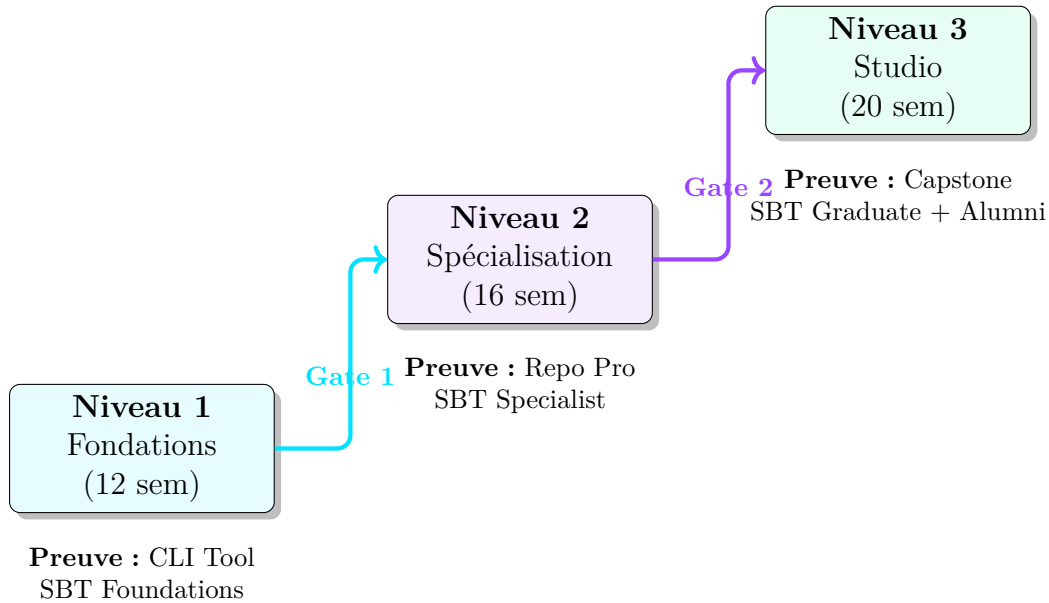 Niveau 1
Fondations
(12 sem)
Preuve : CLI Tool
SBT Foundations
Gate 1
Niveau 2
Spécialisation
(16 sem)
Preuve : Repo Pro
SBT Specialist
Gate 2
Niveau 3
Studio
(20 sem)
Preuve : Capstone
SBT Graduate + Alumni